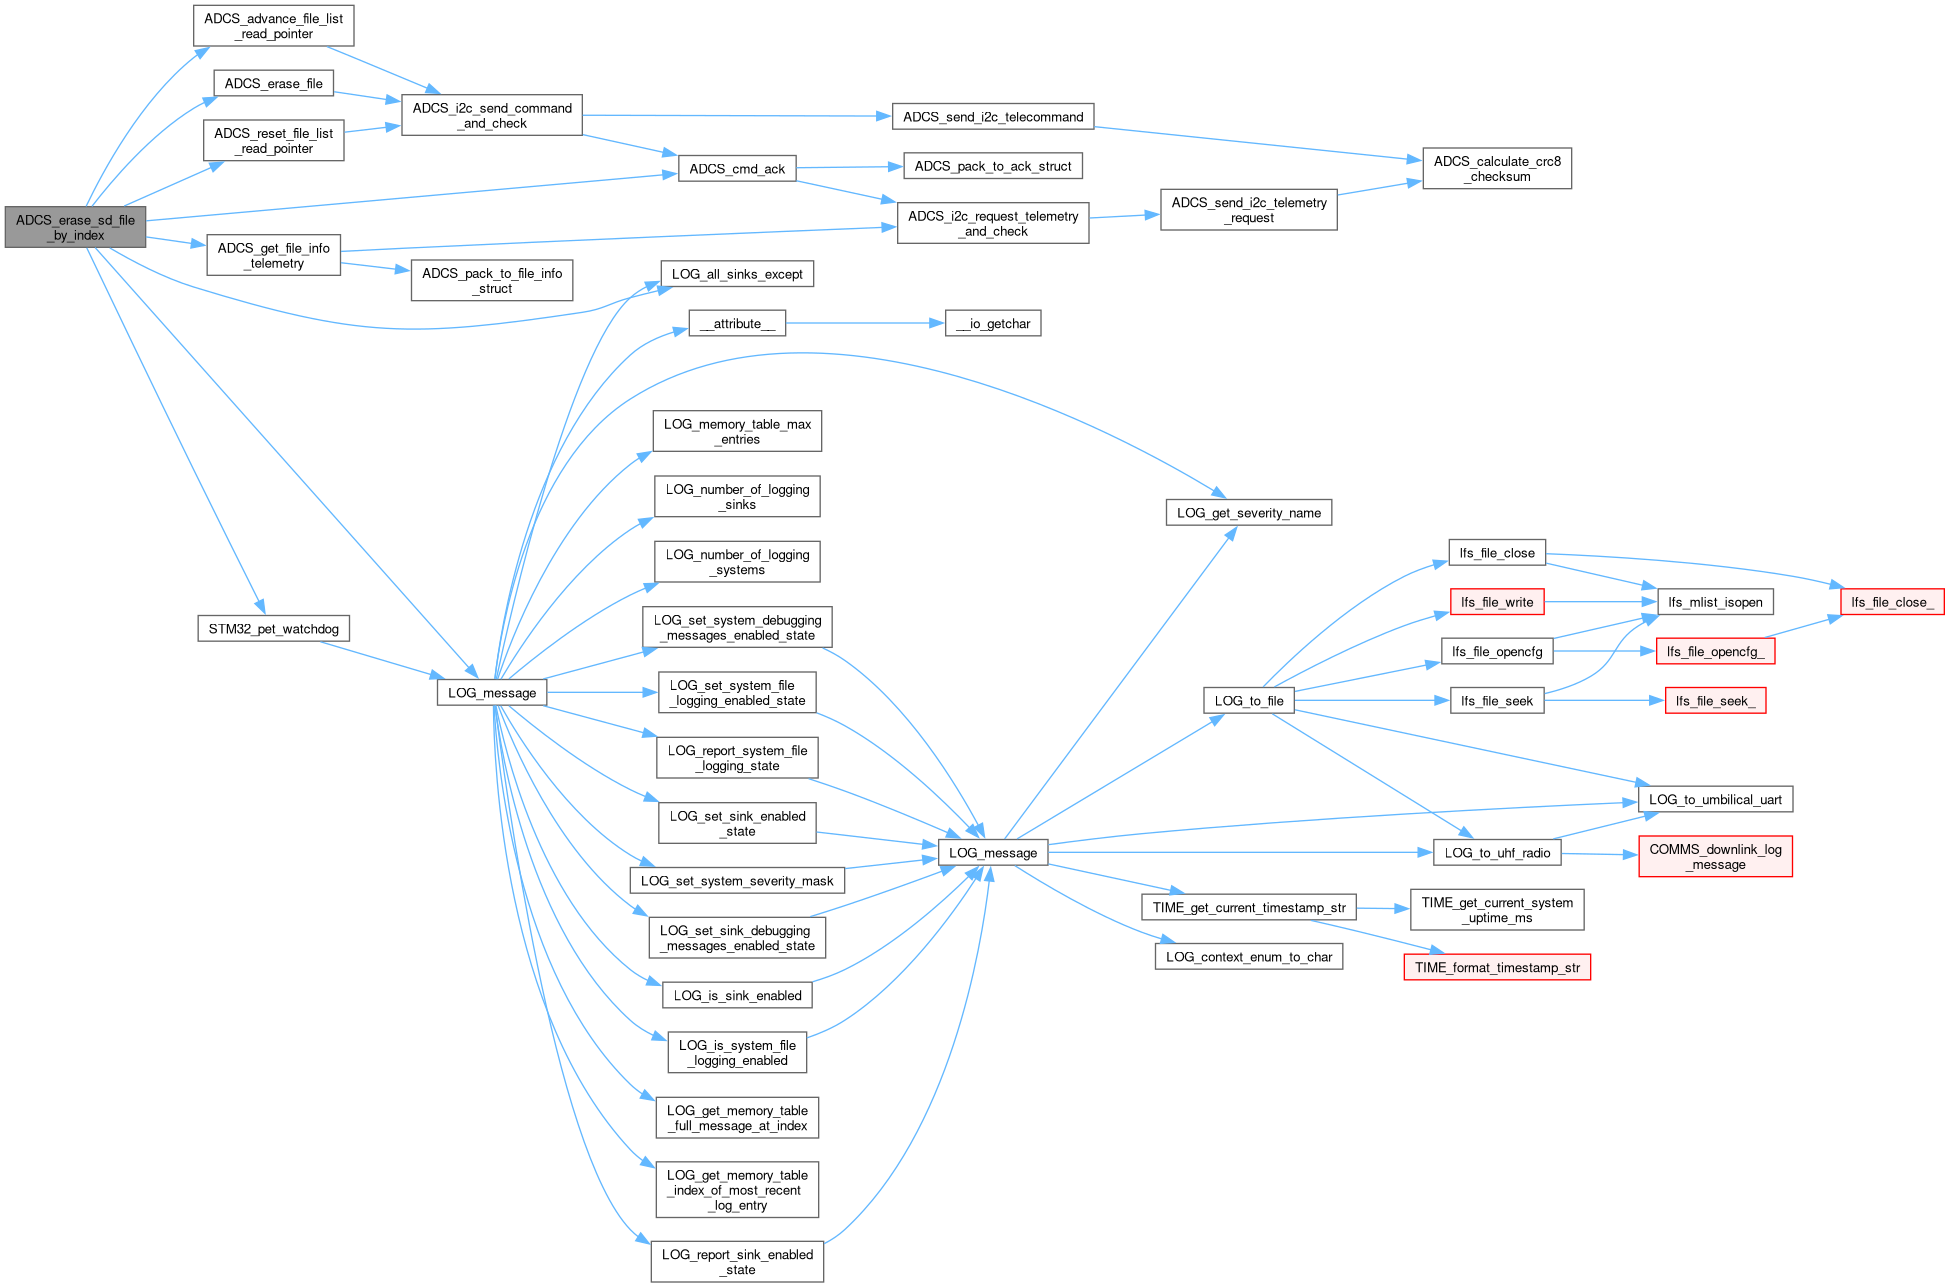 ADCS_erase_sd_file
_by_index
ADCS_advance_file_list
_read_pointer
ADCS_erase_file
ADCS_reset_file_list
_read_pointer
ADCS_get_file_info
_telemetry
STM32_pet_watchdog
ADCS_i2c_send_command
_and_check
ADCS_pack_to_file_info
_struct
LOG_message
ADCS_cmd_ack
LOG_all_sinks_except
__attribute__
LOG_memory_table_max
_entries
LOG_number_of_logging
_sinks
LOG_number_of_logging
_systems
LOG_set_system_debugging
_messages_enabled_state
LOG_set_system_file
_logging_enabled_state
LOG_report_system_file
_logging_state
LOG_set_sink_enabled
_state
LOG_set_system_severity_mask
LOG_set_sink_debugging
_messages_enabled_state
LOG_is_sink_enabled
LOG_is_system_file
_logging_enabled
LOG_get_memory_table
_full_message_at_index
LOG_get_memory_table
_index_of_most_recent
_log_entry
LOG_report_sink_enabled
_state
ADCS_send_i2c_telecommand
ADCS_pack_to_ack_struct
ADCS_i2c_request_telemetry
_and_check
__io_getchar
LOG_message
ADCS_send_i2c_telemetry
_request
LOG_get_severity_name
LOG_to_file
TIME_get_current_timestamp_str
LOG_context_enum_to_char
ADCS_calculate_crc8
_checksum
lfs_file_close
lfs_file_write
lfs_file_opencfg
lfs_file_seek
LOG_to_uhf_radio
TIME_get_current_system
_uptime_ms
TIME_format_timestamp_str
lfs_mlist_isopen
lfs_file_opencfg_
lfs_file_seek_
LOG_to_umbilical_uart
COMMS_downlink_log
_message
lfs_file_close_